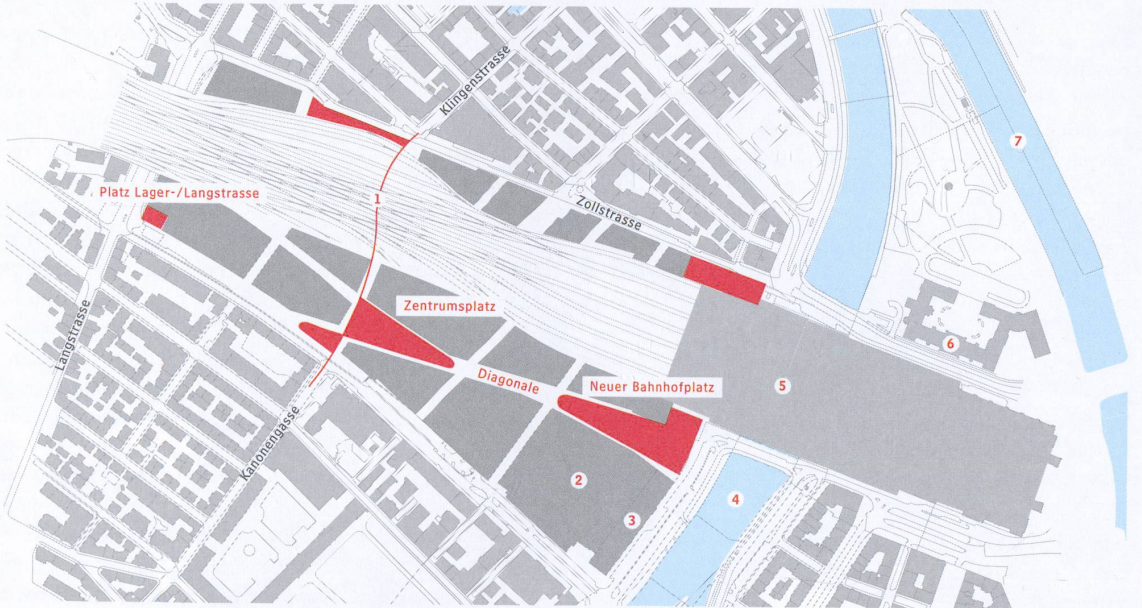 Klingenstrasse
7
Platz Lager-/Langstrasse
1
Zollstrasse
Zentrumsplatz
Langstrasse
6
Diagonale
Neuer Bahnhofplatz
5
Kanonengasse
2
4
3